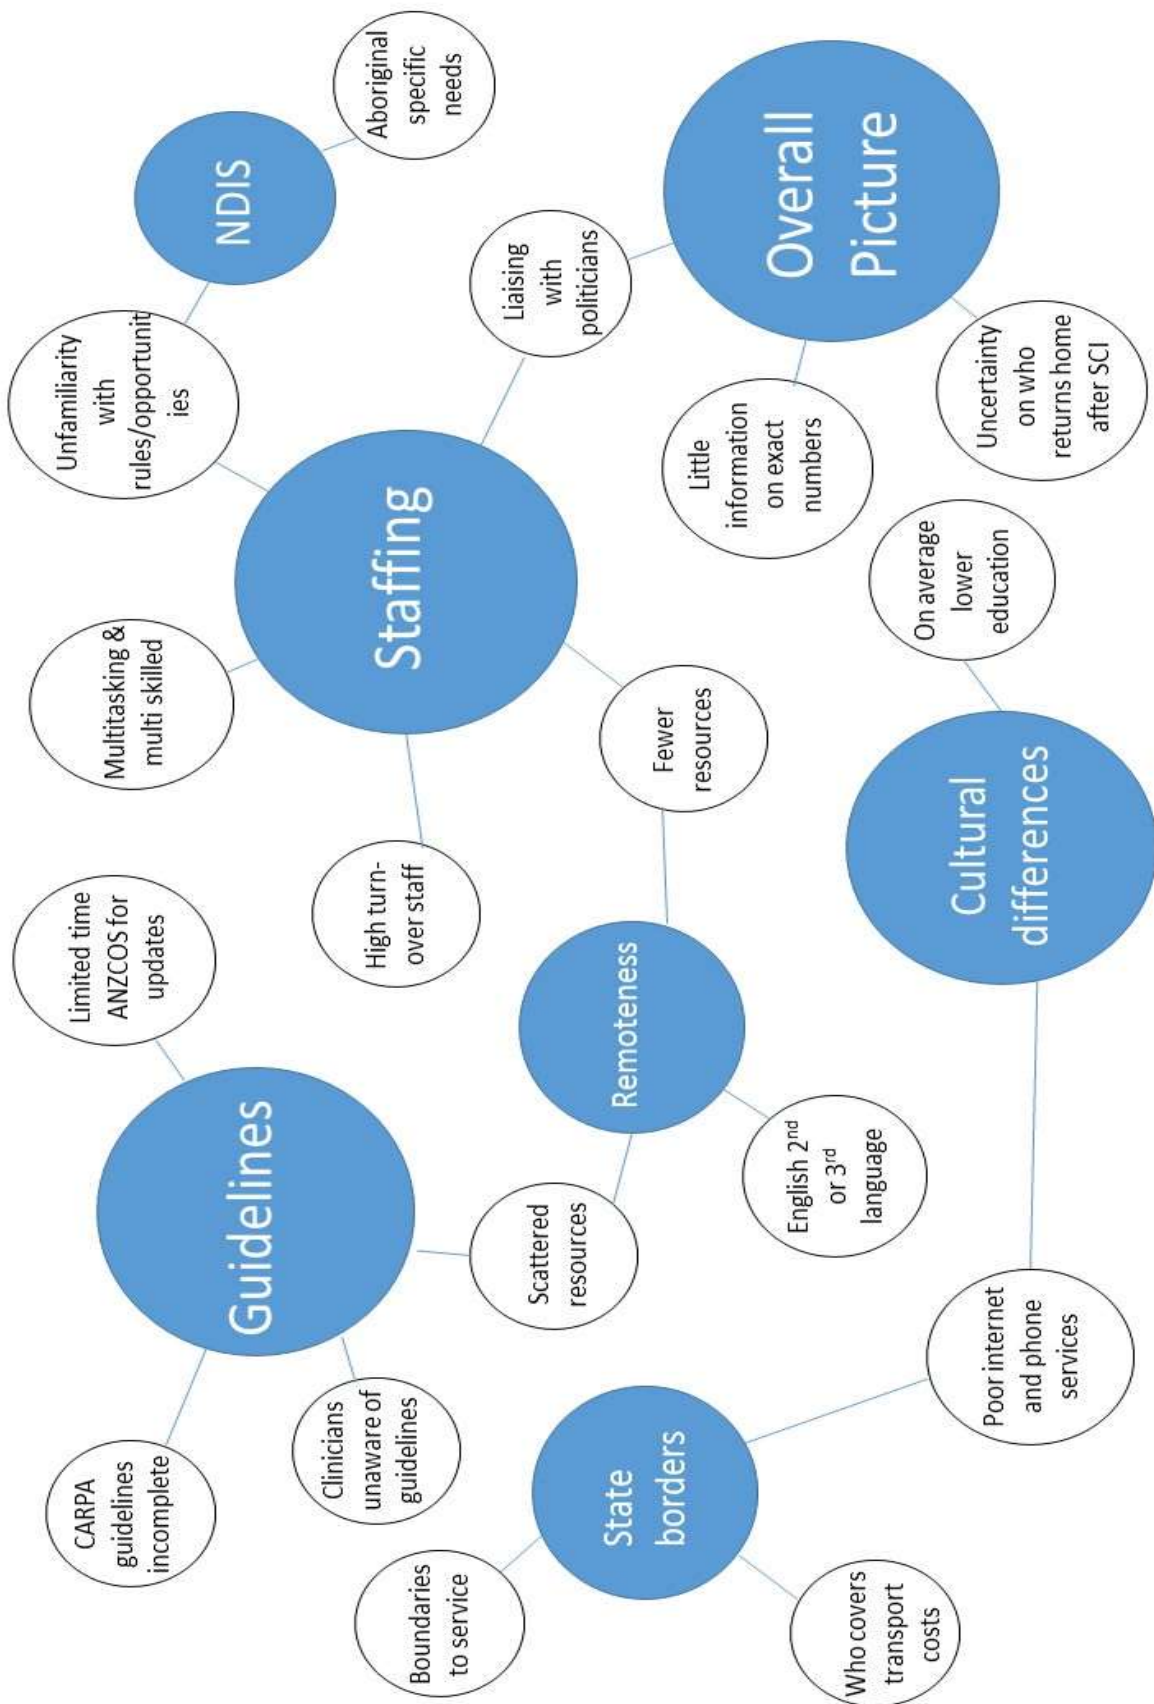 CARPA
guidelines
incomplete
Guidelines
Limited time
ANZCOS for
updates
Multitasking &
multi skilled
Unfamiliarity
with
rules/opportunit
ies
NDIS
Aboriginal
specific
needs
Clinicians
unaware of
guidelines
High turn-
over staff
Staffing
Boundaries
to service
Scattered
resources
Liaising
with
politicians
State
borders
Remoteness
Fewer
resources
Little
information
on exact
numbers
Overall
Picture
Who covers
transport
costs
English 2nd
or 3rd
language
Poor internet
and phone
services
Cultural
differences
On average
lower
education
Uncertainty
on who
returns home
after SCI